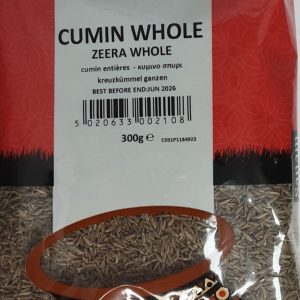 CUMIN WHOLE
ZEERA WHOLE
cumin entières - κυμινο σπυρι
kreuzkümmel ganzen
BEST BEFORE END:JUN 2026
5 020633 002108
300g ℮
C031P1184921